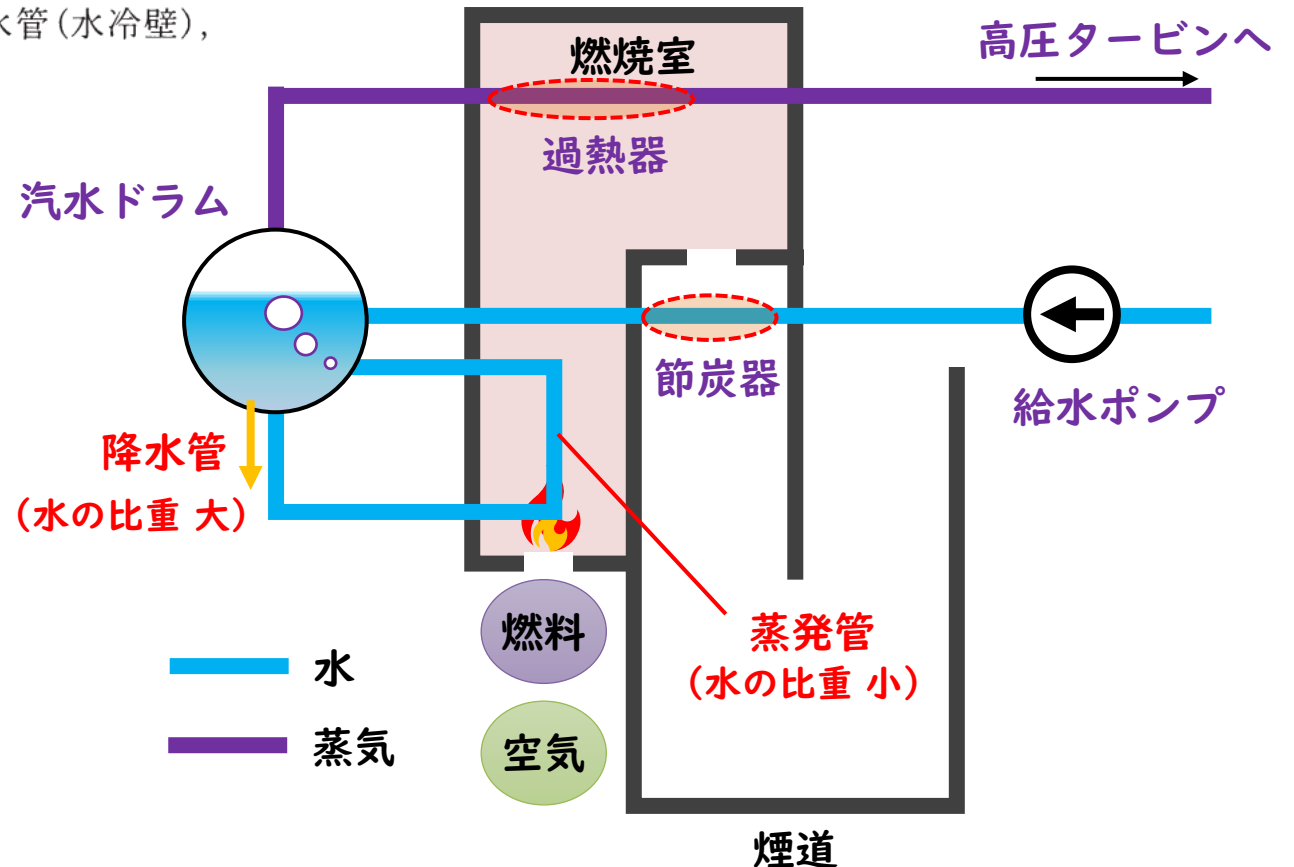 水管(水冷壁),
燃焼室
高圧タービンへ
過熱器
汽水ドラム
節炭器
給水ポンプ
降水管
(水の比重 大)
燃料
蒸発管
(水の比重 小)
水
空気
蒸気
煙道